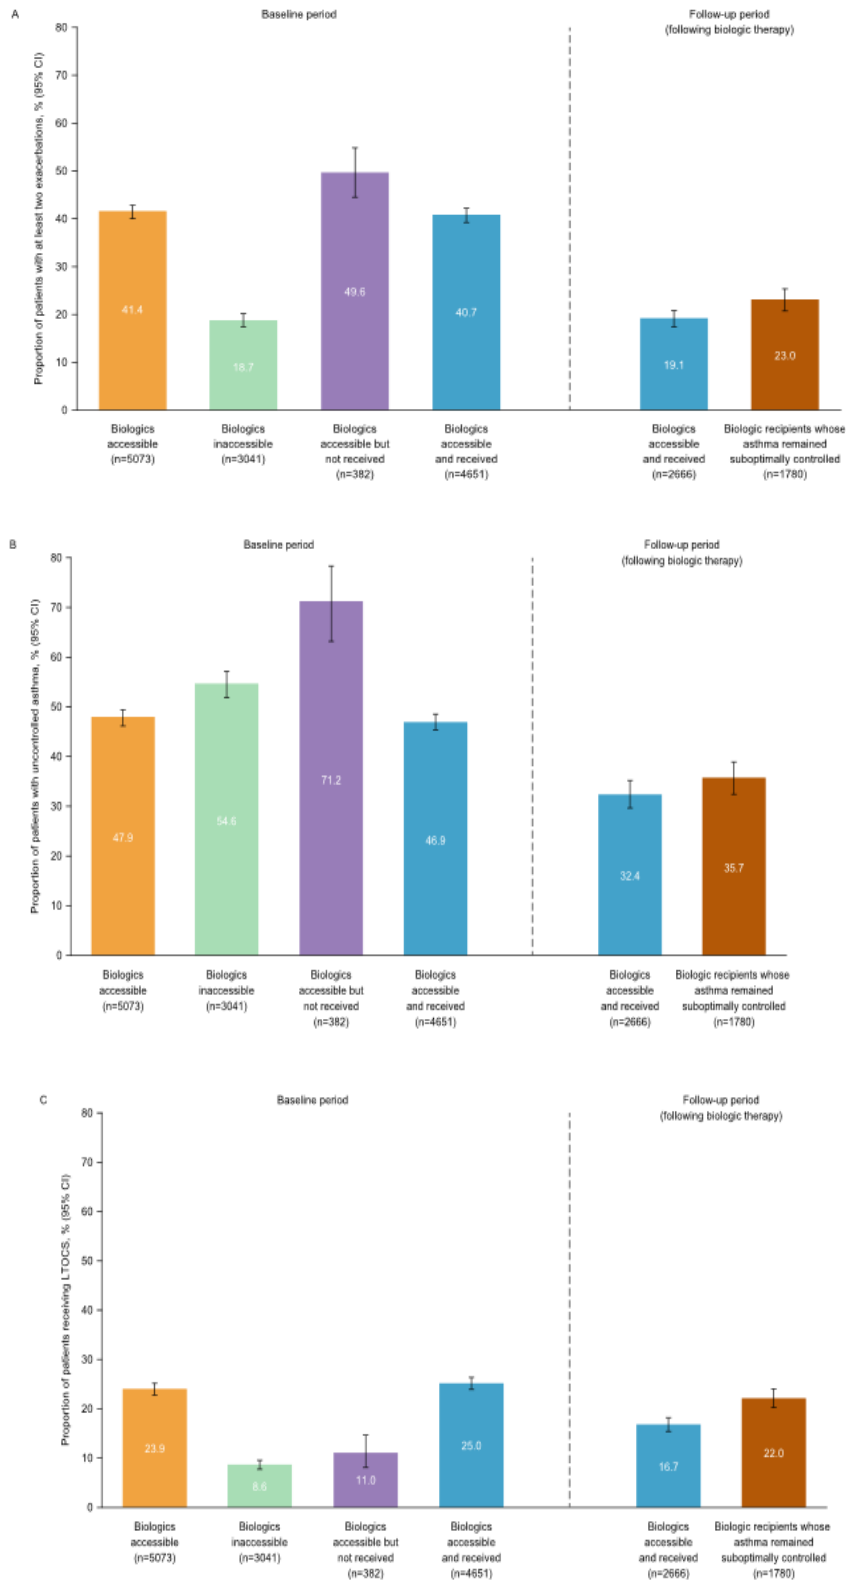 A
Baseline period
Follow-up period
(following biologic therapy)
Proportion of patients with at least two exacerbations, % (95% CI)
80
70
60
50
40
30
20
10
0
41.4
18.7
49.6
40.7
19.1
23.0
Biologics
accessible
(n=5073)
Biologics
inaccessible
(n=3041)
Biologics
accessible but
not received
(n=382)
Biologics
accessible
and received
(n=4651)
Biologics
accessible
and received
(n=2666)
Biologic recipients whose
asthma remained
suboptimally controlled
(n=1780)
B
Baseline period
Follow-up period
(following biologic therapy)
Proportion of patients with uncontrolled asthma, % (95% CI)
80
70
60
50
40
30
20
10
0
47.9
54.6
71.2
46.9
32.4
35.7
Biologics
accessible
(n=5073)
Biologics
inaccessible
(n=3041)
Biologics
accessible but
not received
(n=382)
Biologics
accessible
and received
(n=4651)
Biologics
accessible
and received
(n=2666)
Biologic recipients whose
asthma remained
suboptimally controlled
(n=1780)
C
Baseline period
Follow-up period
(following biologic therapy)
Proportion of patients receiving LTOCS, % (95% CI)
80
70
60
50
40
30
20
10
0
23.9
8.6
11.0
25.0
16.7
22.0
Biologics
accessible
(n=5073)
Biologics
inaccessible
(n=3041)
Biologics
accessible but
not received
(n=382)
Biologics
accessible
and received
(n=4651)
Biologics
accessible
and received
(n=2666)
Biologic recipients whose
asthma remained
suboptimally controlled
(n=1780)